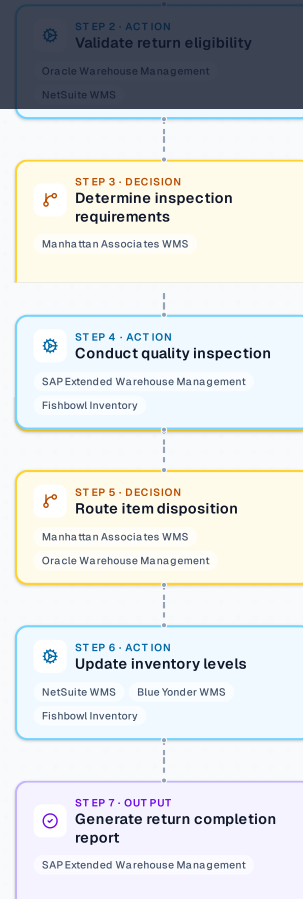 STEP 2 · ACTION
Validate return eligibility
Oracle Warehouse Management
NetSuite WMS
STEP 3 · DECISION
Determine inspection
requirements
Manhattan Associates WMS
STEP 4 · ACTION
Conduct quality inspection
SAP Extended Warehouse Management
Fishbowl Inventory
STEP 5 · DECISION
Route item disposition
Manhattan Associates WMS
Oracle Warehouse Management
STEP 6 · ACTION
Update inventory levels
NetSuite WMS Blue Yonder WMS
Fishbowl Inventory
STEP 7 · OUTPUT
Generate return completion
report
SAP Extended Warehouse Management